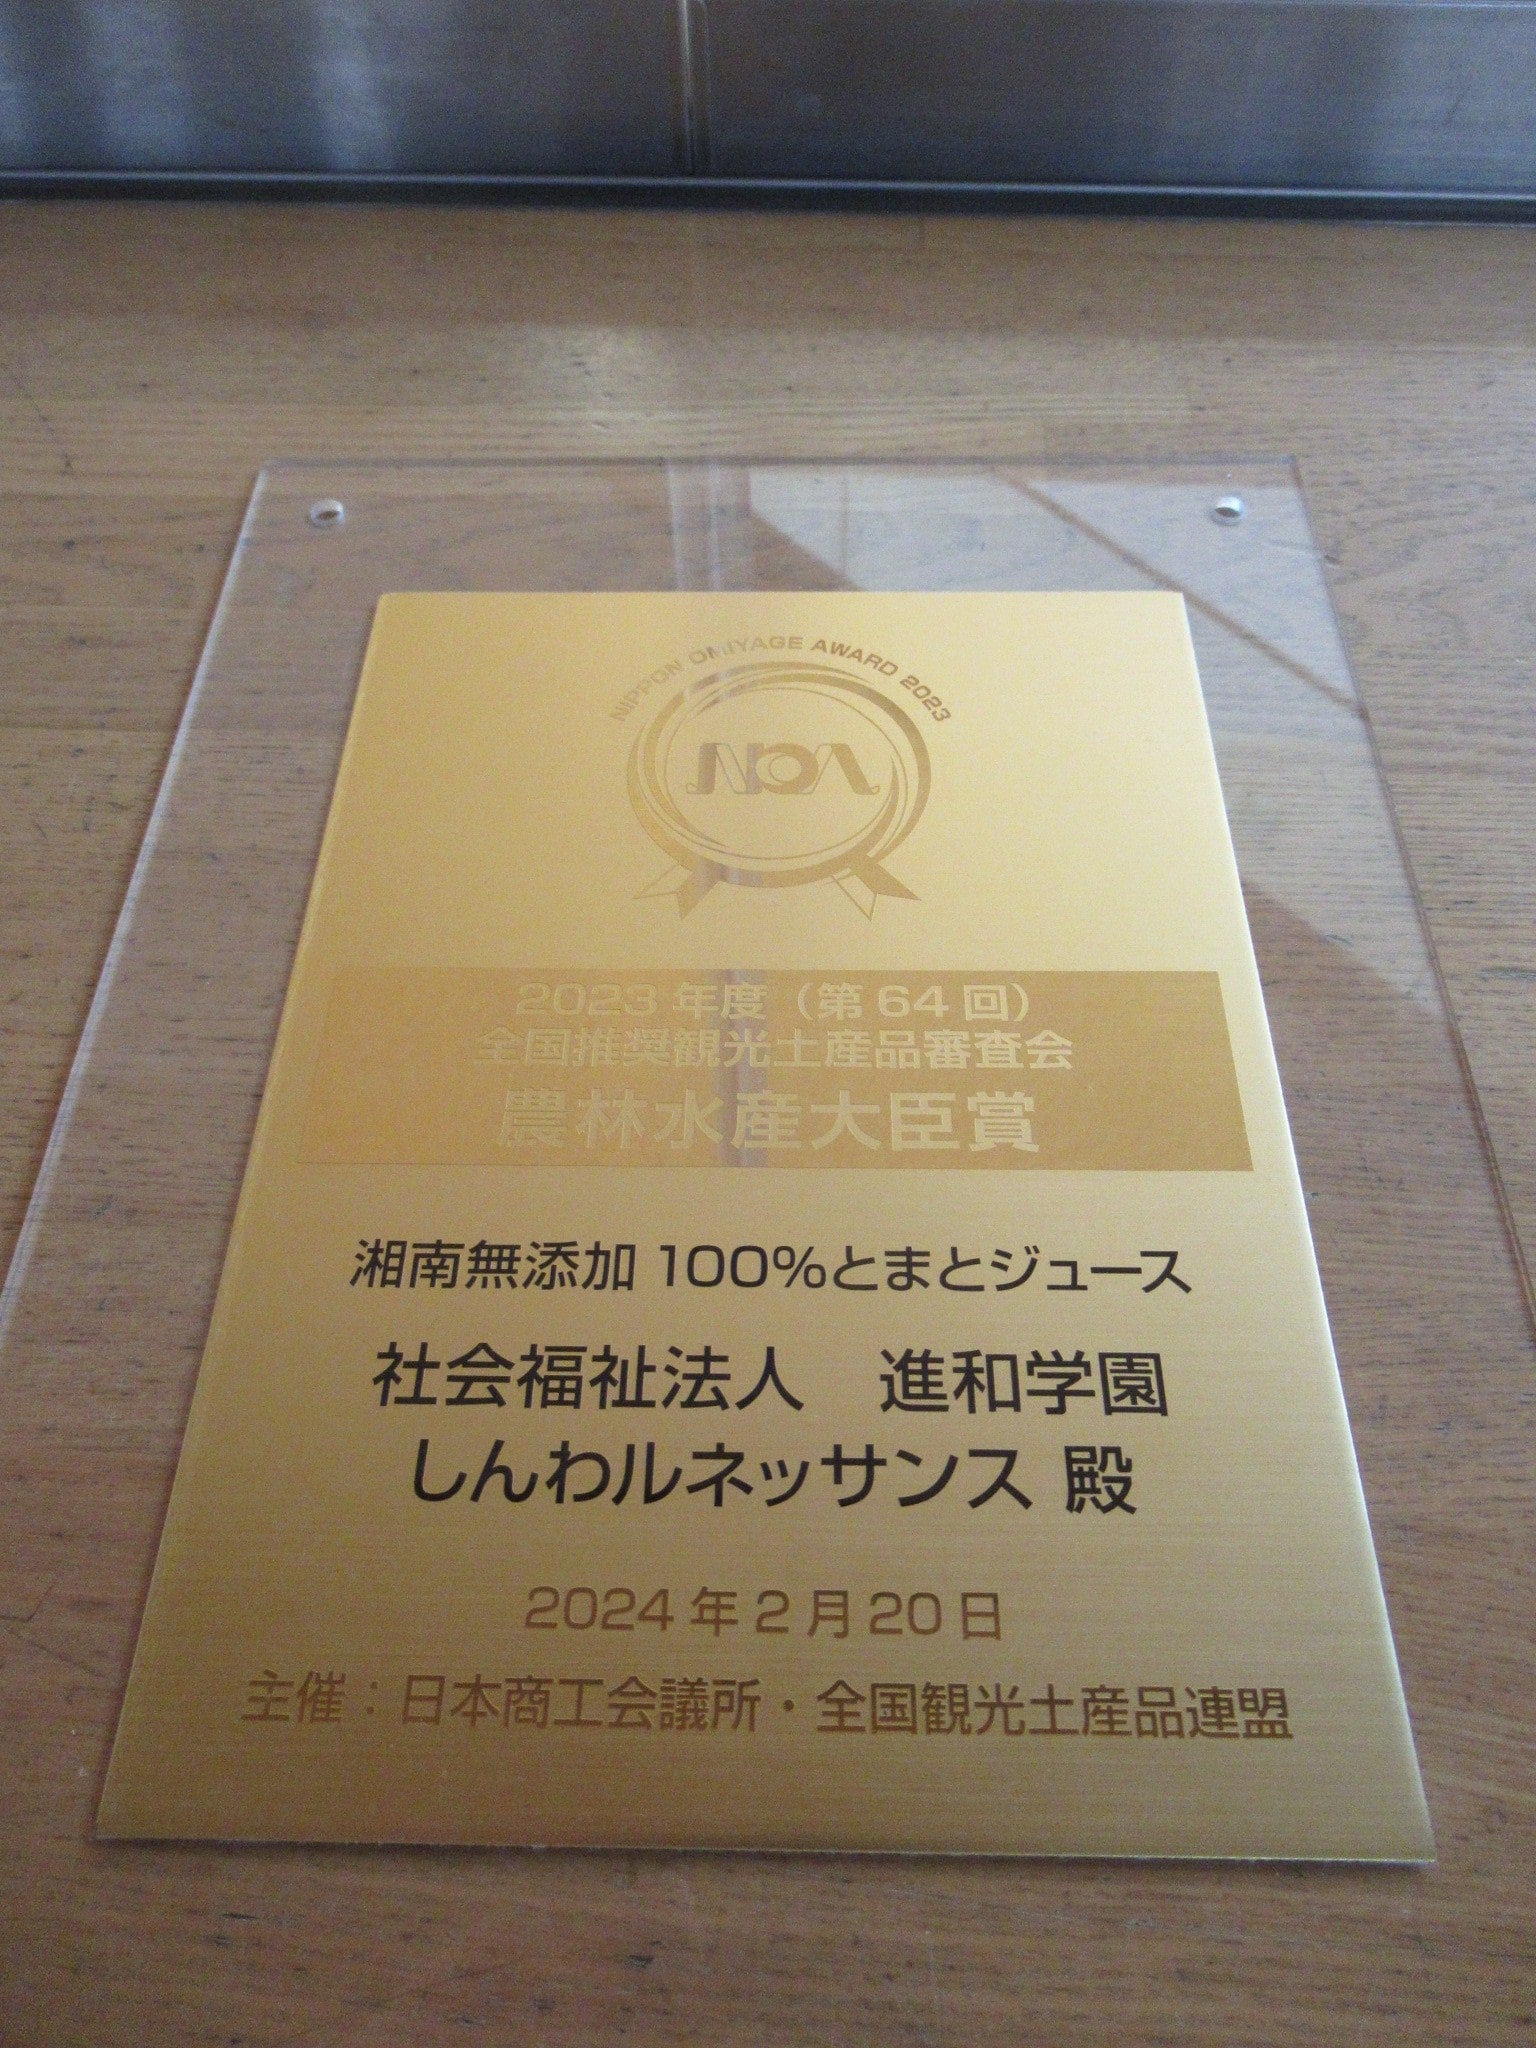 NIPPON OMIYAGE AWARD 2023
NOA
2023 年度（第 64 回）
全国推奨観光土産品審査会
農林水産大臣賞
湘南無添加 100%とまとジュース
社会福祉法人　進和学園
しんわルネッサンス 殿
2024 年 2 月 20 日
主催：日本商工会議所・全国観光土産品連盟